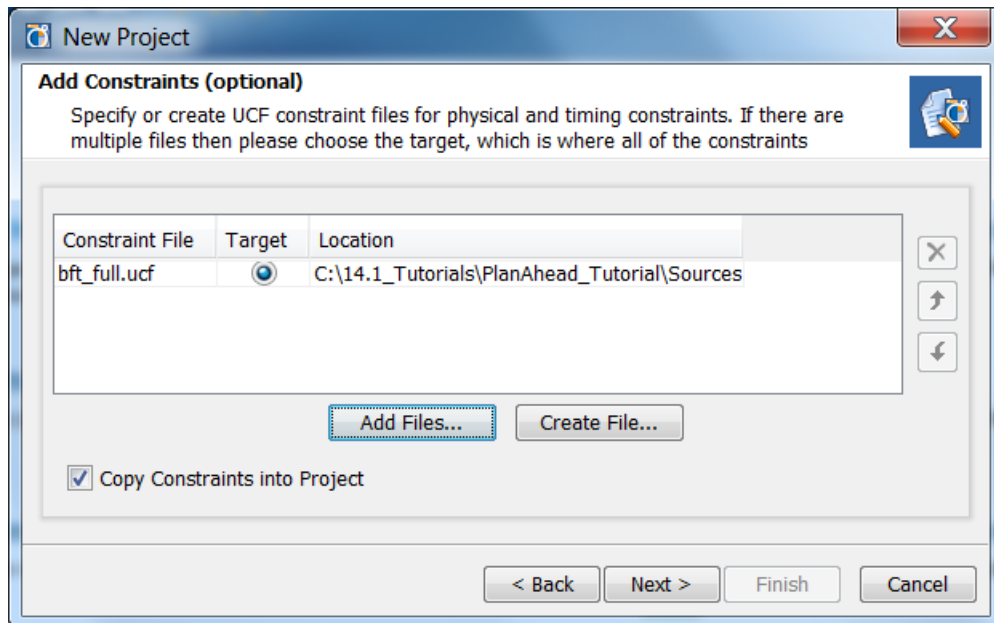 New Project
Add Constraints (optional)
Specify or create UCF constraint files for physical and timing constraints. If there are
multiple files then please choose the target, which is where all of the constraints
Constraint File Target Location
bft_full.ucf C:\14.1_Tutorials\PlanAhead_Tutorial\Sources
Add Files... Create File...
Copy Constraints into Project
< Back Next > Finish Cancel